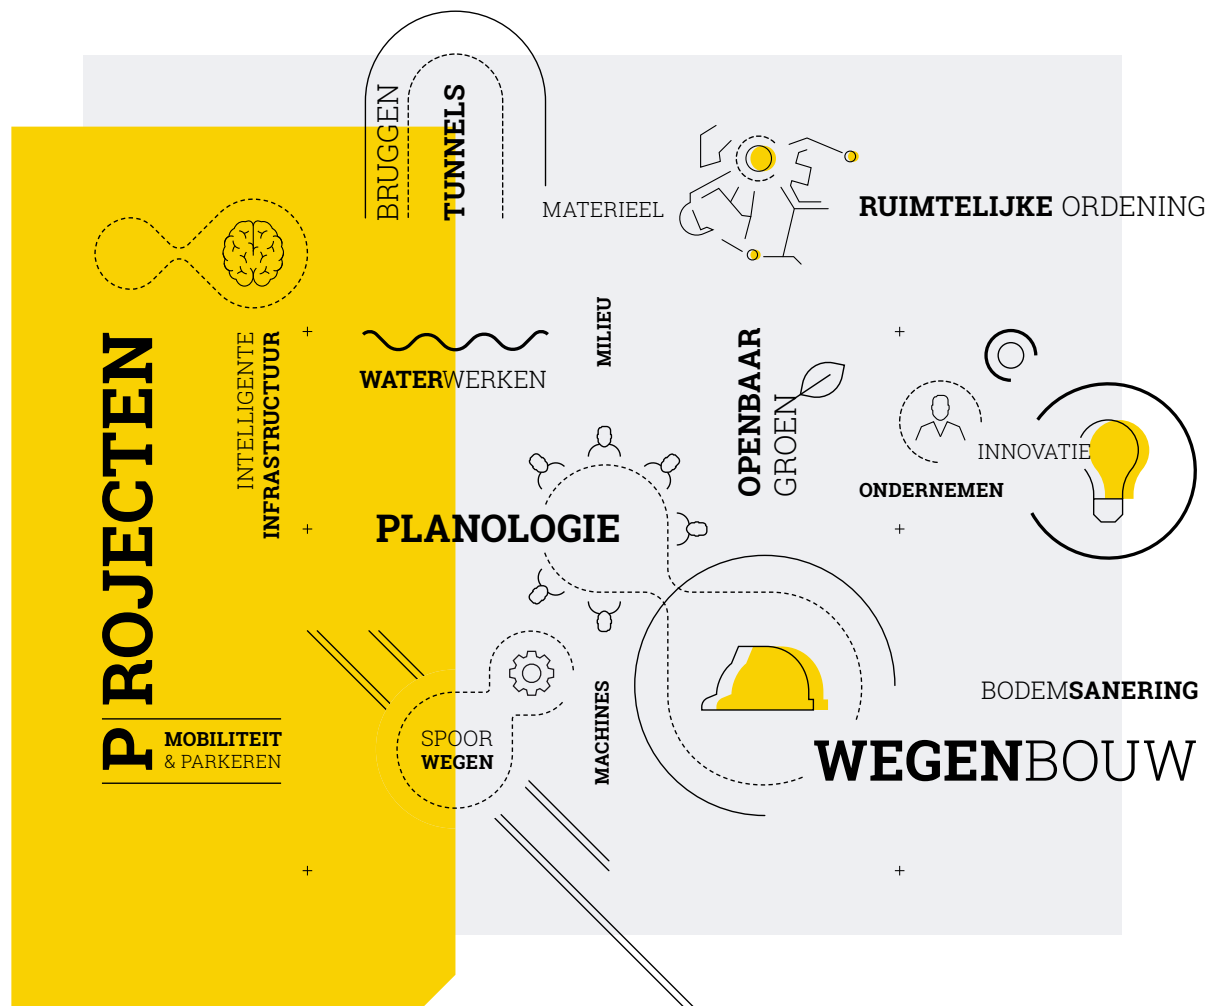 BRUGGEN
TUNNELS
MATERIEEL
RUIMTELIJKE ORDENING
PROJECTEN
INTELLIGENTE
INFRASTRUCTUUR
WATERWERKEN
MILIEU
OPENBAAR
GROEN
INNOVATIE
ONDERNEMEN
PLANOLOGIE
MOBILITEIT
& PARKEREN
SPOOR
WEGEN
MACHINES
BODEMSANERING
WEGENBOUW